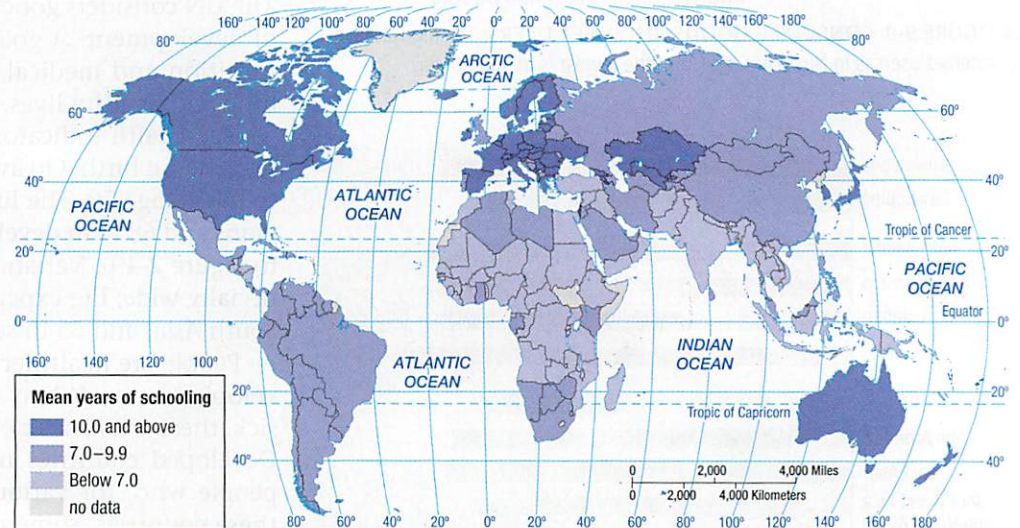 160° 140° 120° 100° 80° 60° 40° 20° 0° 20° 40° 60° 80° 100° 120° 140° 160° 180°
80° 80°
ARCTIC
OCEAN
60° 60°
40° 40°
ATLANTIC
OCEAN
PACIFIC
OCEAN
Tropic of Cancer
20° 20°
PACIFIC
OCEAN
Equator
0° 0°
160° 140° 120° 100°
INDIAN
OCEAN
ATLANTIC
OCEAN
20° 20°
Tropic of Capricorn
Mean years of schooling
10.0 and above
7.0–9.9
Below 7.0
no data
40° 40°
0 2,000 4,000 Miles
0 2,000 4,000 Kilometers
80° 60° 40° 20° 0° 20° 40° 60° 80° 100° 120° 140° 160° 180°